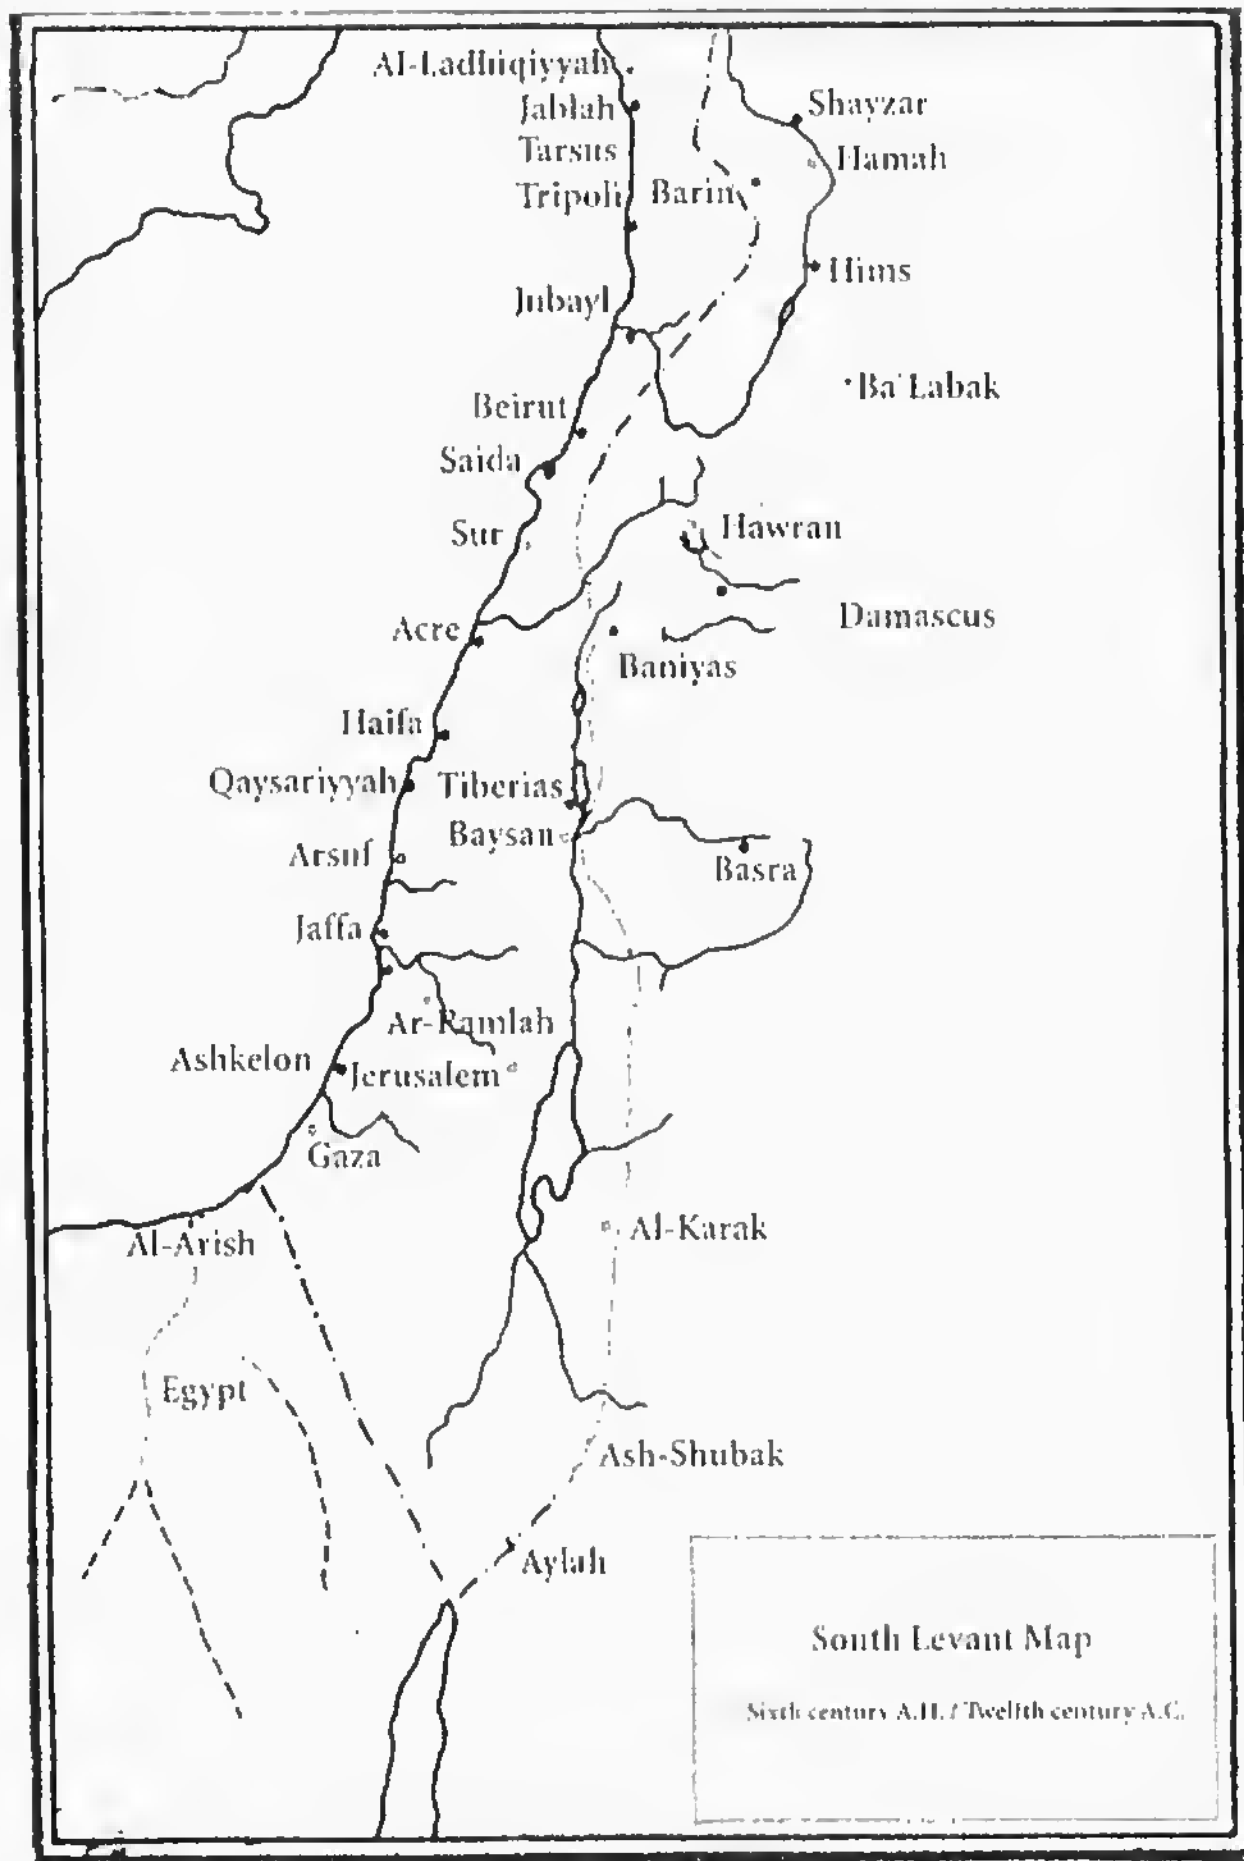 Al-Ladhiqiyyah
Jablah
Shayzar
Tarsus
Hamah
Tripoli
Barin
Hims
Jubayl
Ba'Labak
Beirut
Saida
Sur
Hawran
Acre
Damascus
Baniyas
Haifa
Qaysariyyah
Tiberias
Baysan
Arsuf
Basra
Jaffa
Ar-Ramlah
Ashkelon
Jerusalem
Gaza
Al-Karak
Al-Arish
Egypt
Ash-Shubak
Aylah
South Levant Map
Sixth century A.H. / Twelfth century A.C.